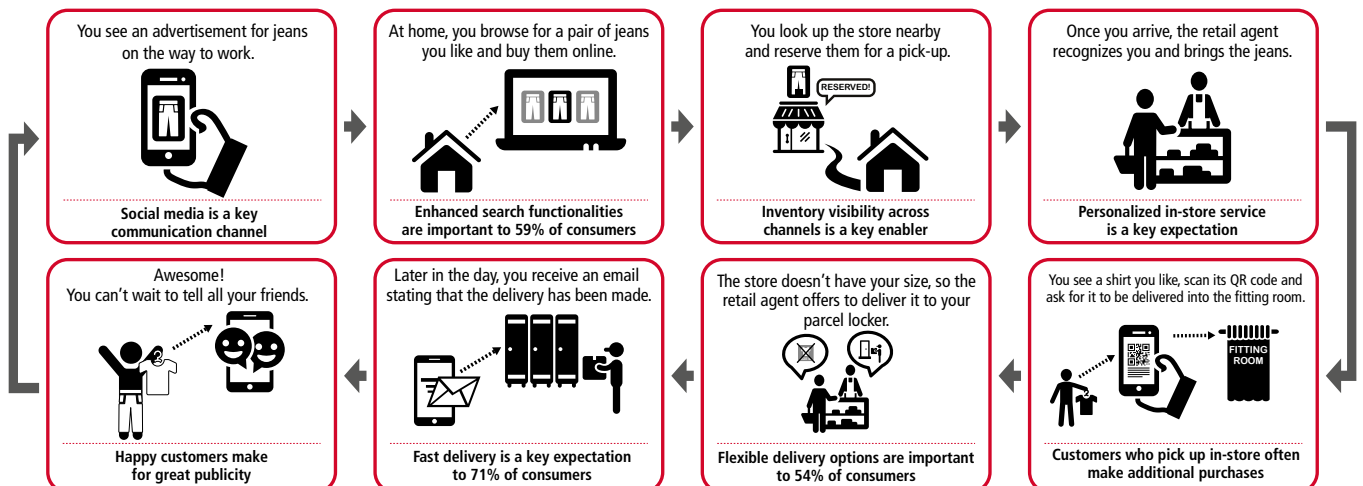 You see an advertisement for jeans
on the way to work.
Social media is a key
communication channel
At home, you browse for a pair of jeans
you like and buy them online.
Enhanced search functionalities
are important to 59% of consumers
You look up the store nearby
and reserve them for a pick-up.
RESERVED!
Inventory visibility across
channels is a key enabler
Once you arrive, the retail agent
recognizes you and brings the jeans.
Personalized in-store service
is a key expectation
You see a shirt you like, scan its QR code and
ask for it to be delivered into the fitting room.
FITTING
ROOM
Customers who pick up in-store often
make additional purchases
The store doesn't have your size, so the
retail agent offers to deliver it to your
parcel locker.
Flexible delivery options are important
to 54% of consumers
Later in the day, you receive an email
stating that the delivery has been made.
Fast delivery is a key expectation
to 71% of consumers
Awesome!
You can't wait to tell all your friends.
Happy customers make
for great publicity